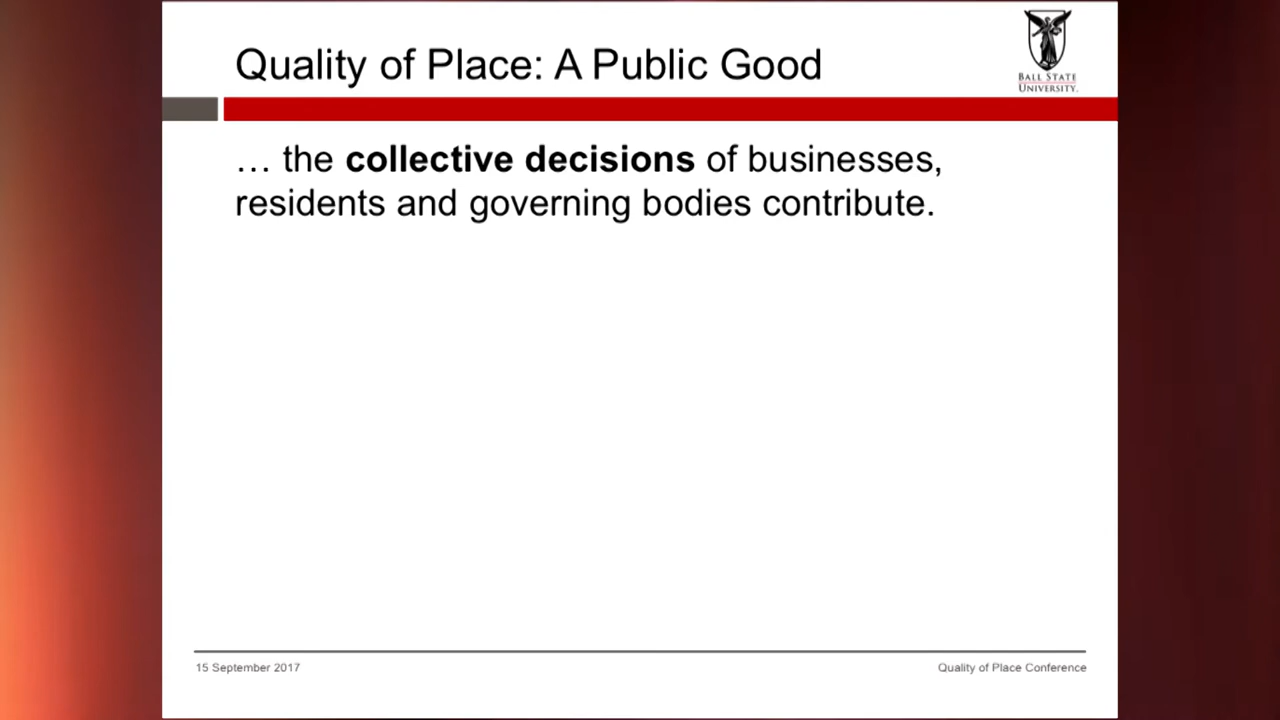 Quality of Place: A Public Good
BALL STATE
UNIVERSITY.
… the collective decisions of businesses,
residents and governing bodies contribute.
15 September 2017
Quality of Place Conference